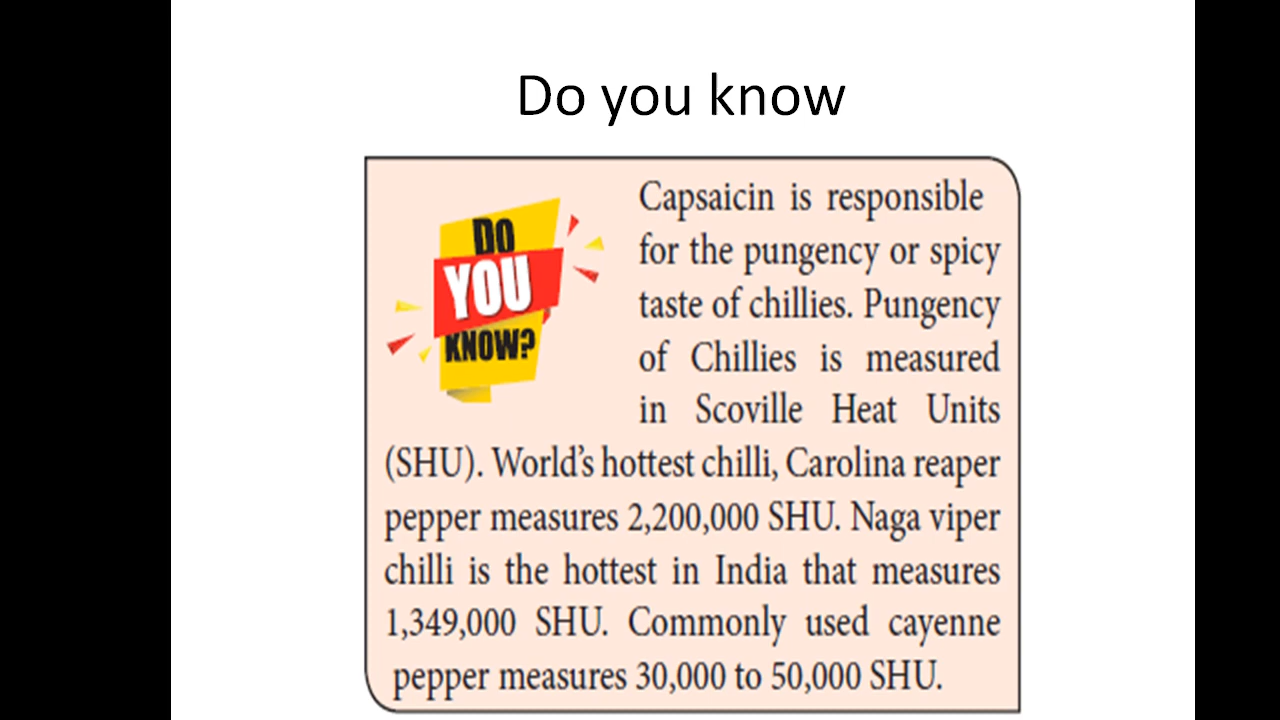 Do you know
DO
YOU
KNOW?
Capsaicin is responsible
for the pungency or spicy
taste of chillies. Pungency
of Chillies is measured
in Scoville Heat Units
(SHU). World’s hottest chilli, Carolina reaper
pepper measures 2,200,000 SHU. Naga viper
chilli is the hottest in India that measures
1,349,000 SHU. Commonly used cayenne
pepper measures 30,000 to 50,000 SHU.